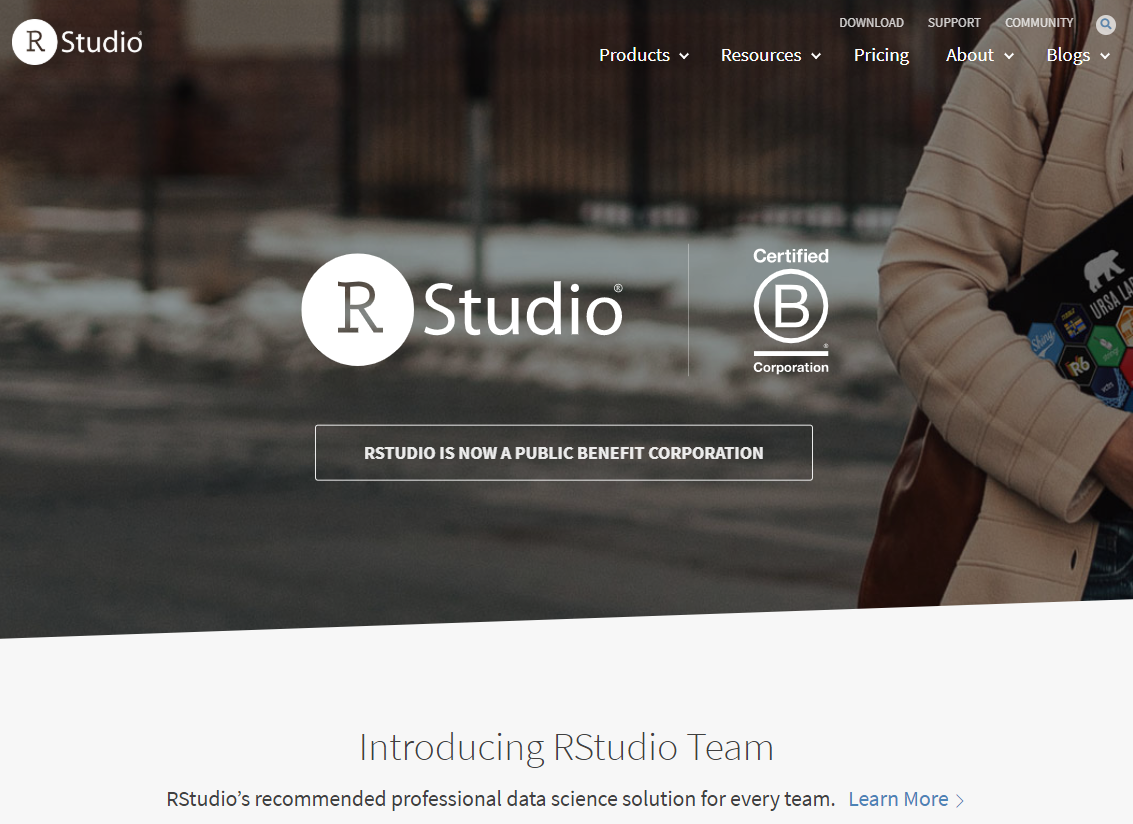 DOWNLOAD SUPPORT COMMUNITY
R Studio®
Products Resources Pricing About Blogs
R Studio®
Certified
B
®
Corporation
URSA LA
Shiny
R6
RSTUDIO IS NOW A PUBLIC BENEFIT CORPORATION
Introducing RStudio Team
RStudio’s recommended professional data science solution for every team. Learn More >